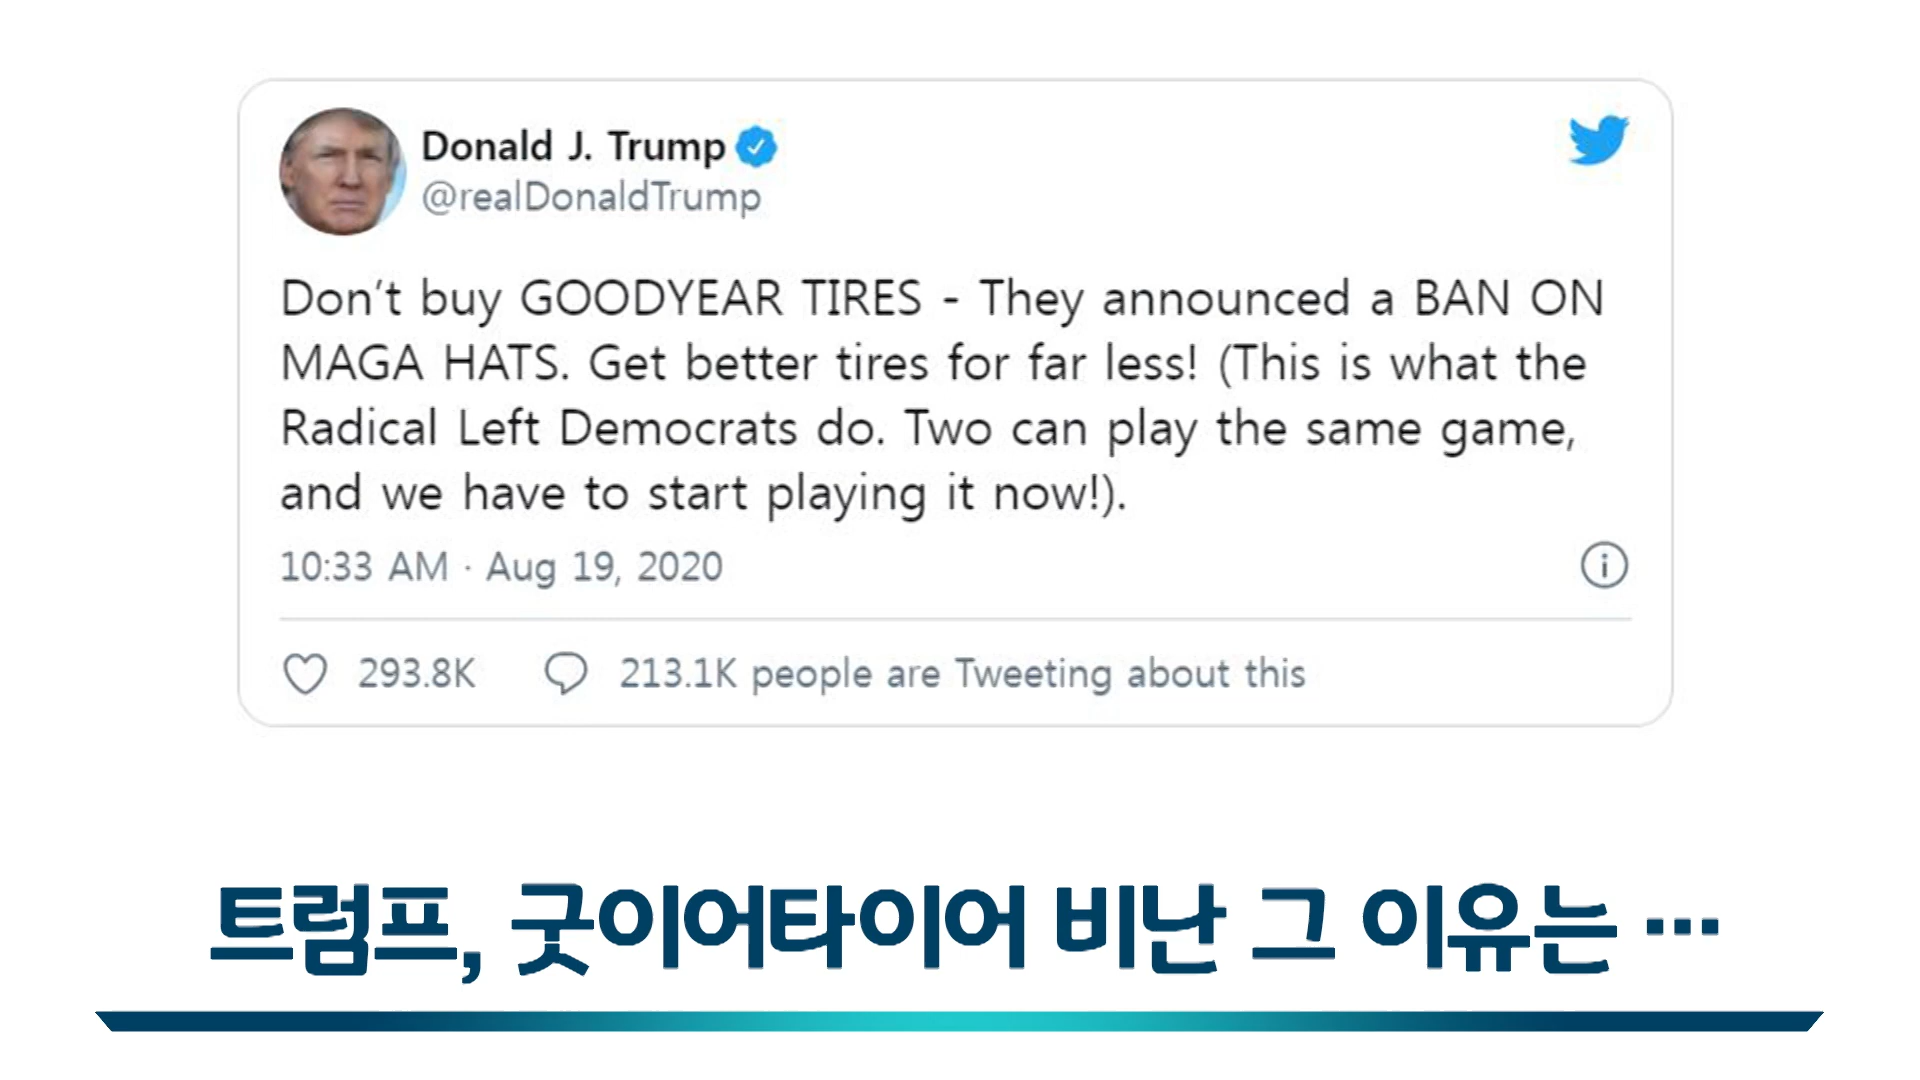 Donald J. Trump
@realDonaldTrump
Don't buy GOODYEAR TIRES - They announced a BAN ON
MAGA HATS. Get better tires for far less! (This is what the
Radical Left Democrats do. Two can play the same game,
and we have to start playing it now!).
10:33 AM · Aug 19, 2020
293.8K 213.1K people are Tweeting about this
트럼프, 굿이어타이어 비난 그 이유는 …